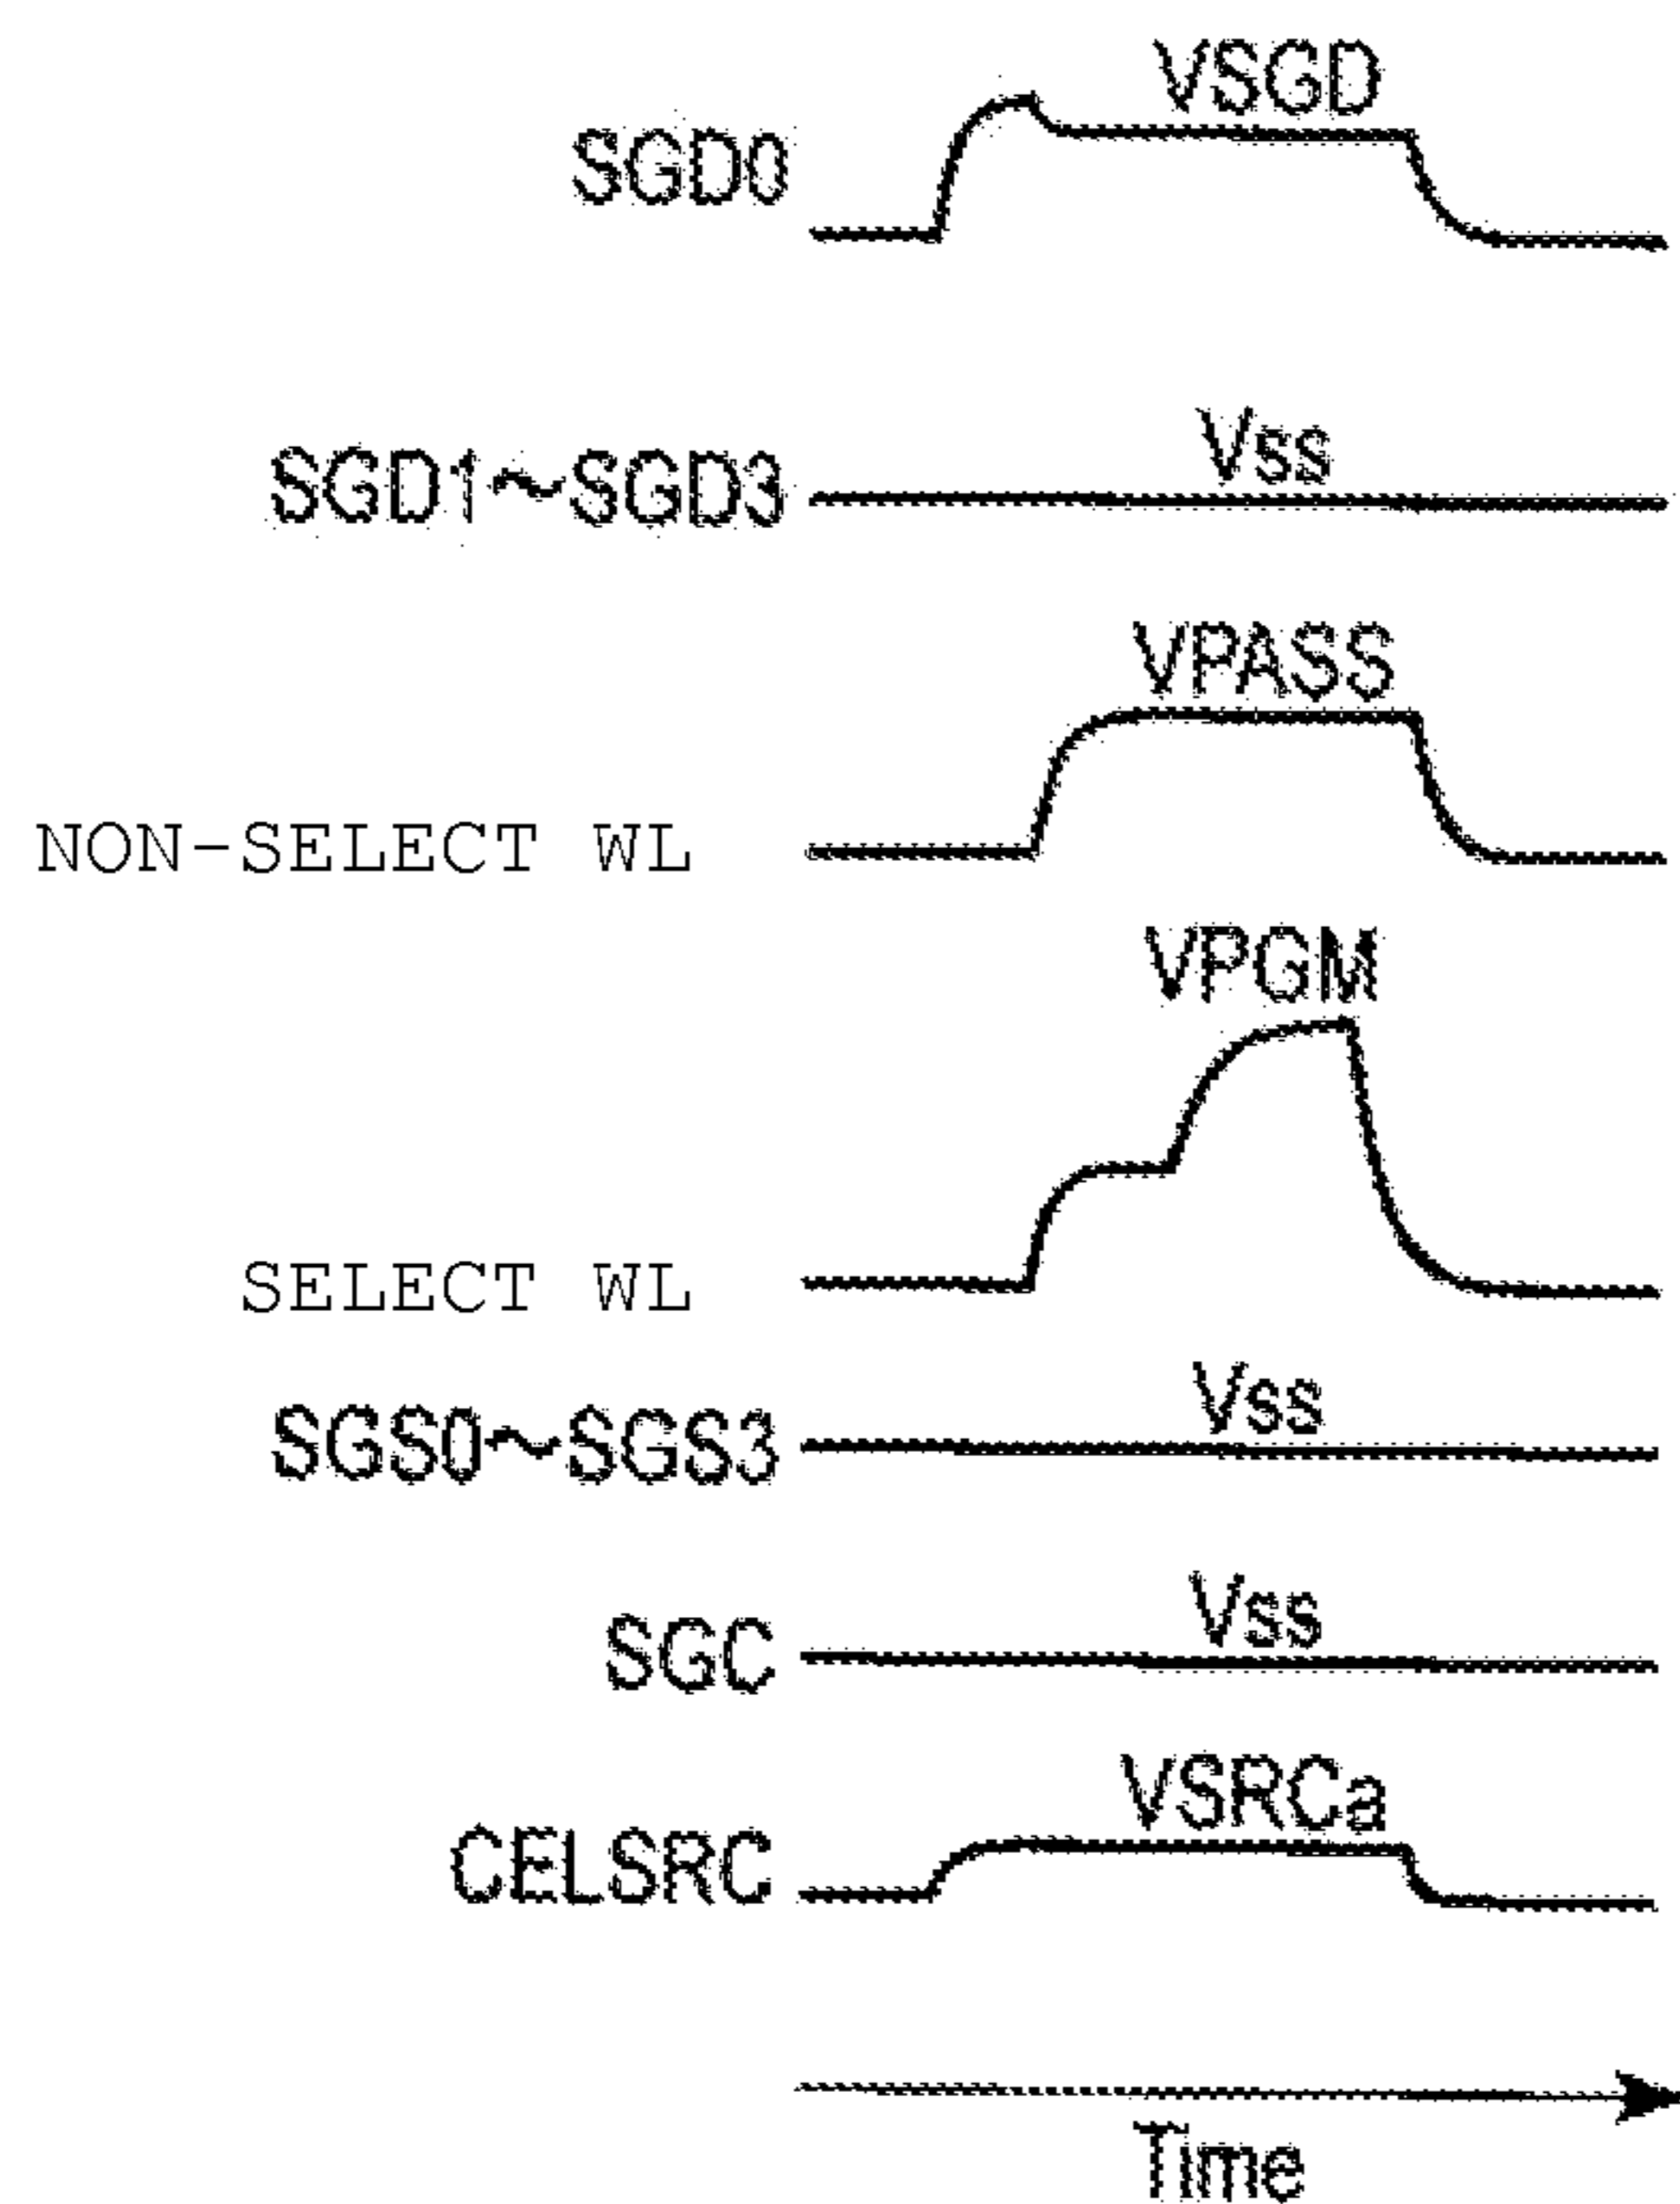 VSGD
SGD0
Vss
SGD1~SGD3
VPASS
NON-SELECT WL
VPGM
SELECT WL
Vss
SGS0~SGS3
Vss
SGC
VSRCa
CELSRC
Time